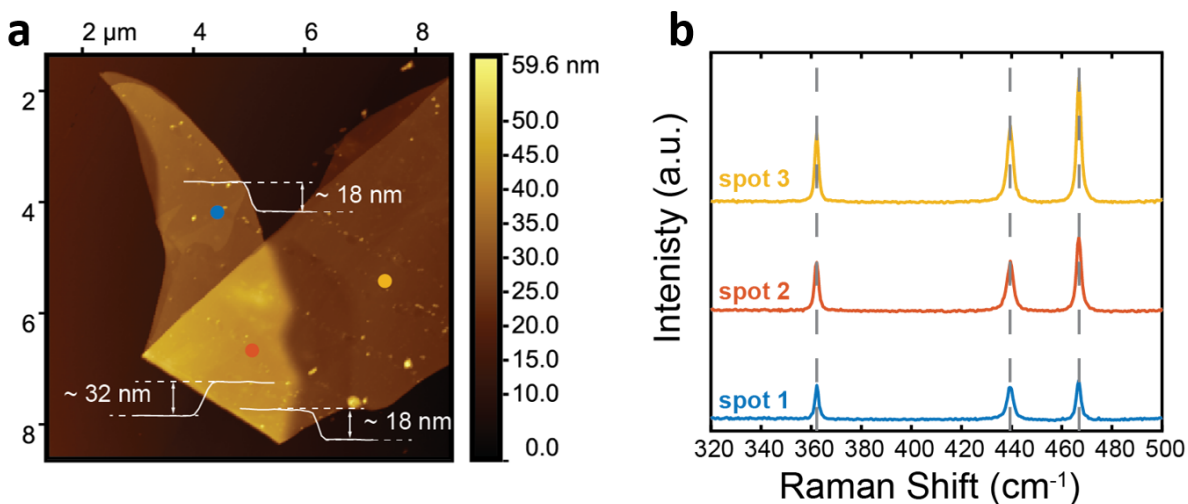 a
2 μm 4 6 8
2
4
6
8
~ 18 nm
~ 32 nm
~ 18 nm
59.6 nm
50.0
45.0
40.0
35.0
30.0
25.0
20.0
15.0
10.0
0.0
b
Intenisty (a.u.)
spot 3
spot 2
spot 1
320 340 360 380 400 420 440 460 480 500
Raman Shift (cm⁻¹)